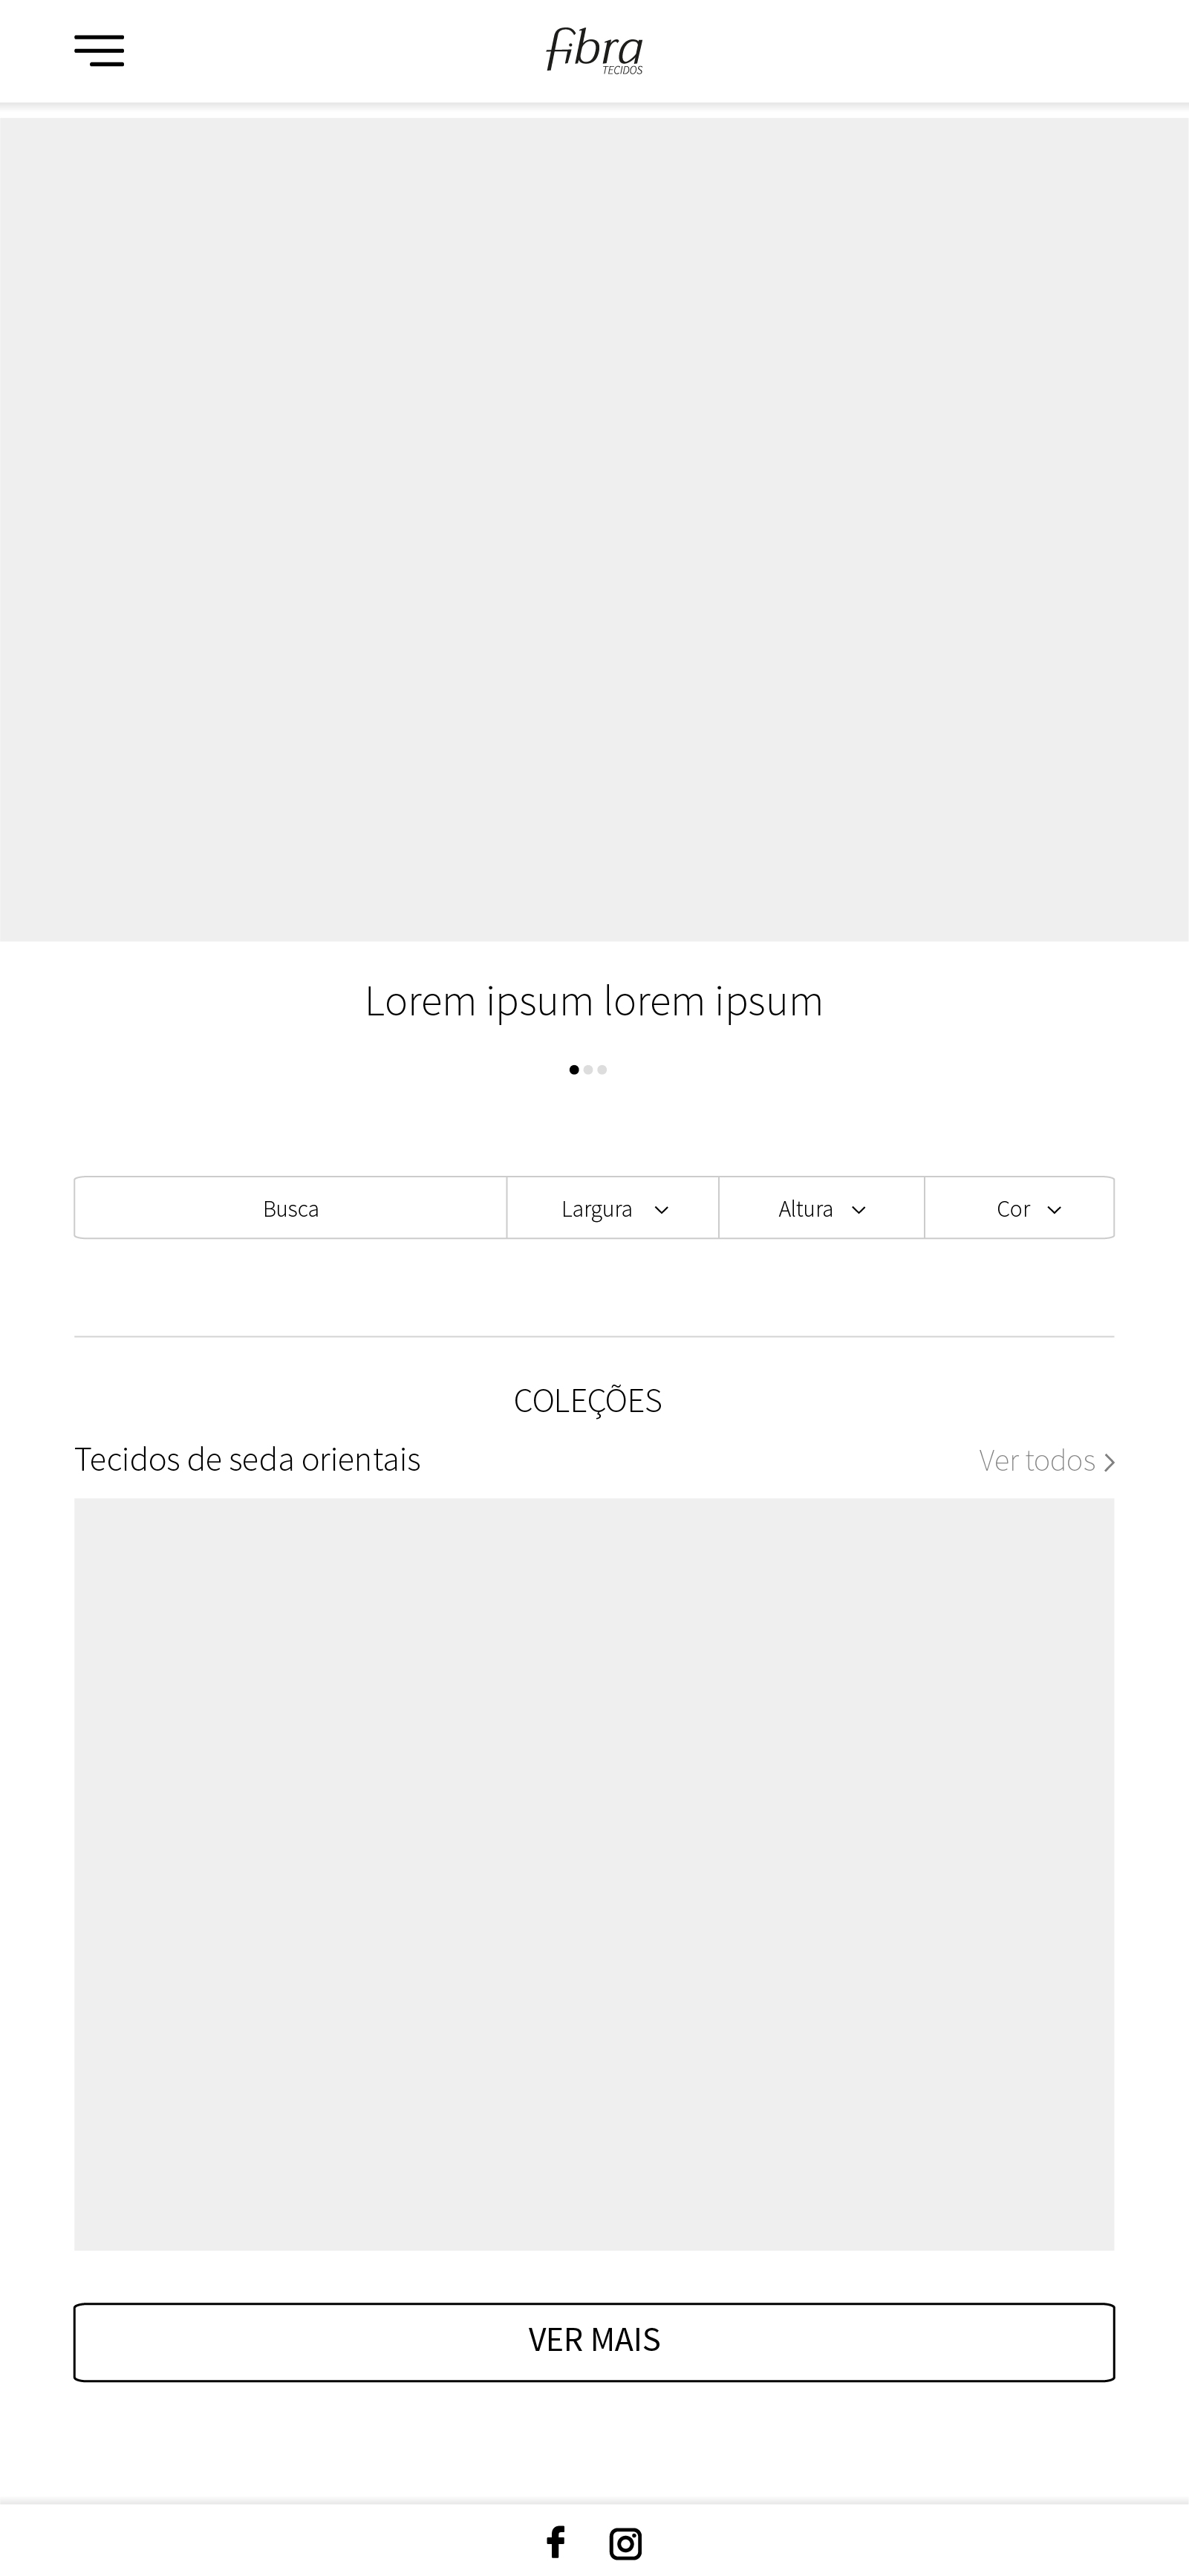 fibra
TECIDOS
Lorem ipsum lorem ipsum
Busca Largura Altura Cor
COLEÇÕES
Tecidos de seda orientais Ver todos
VER MAIS